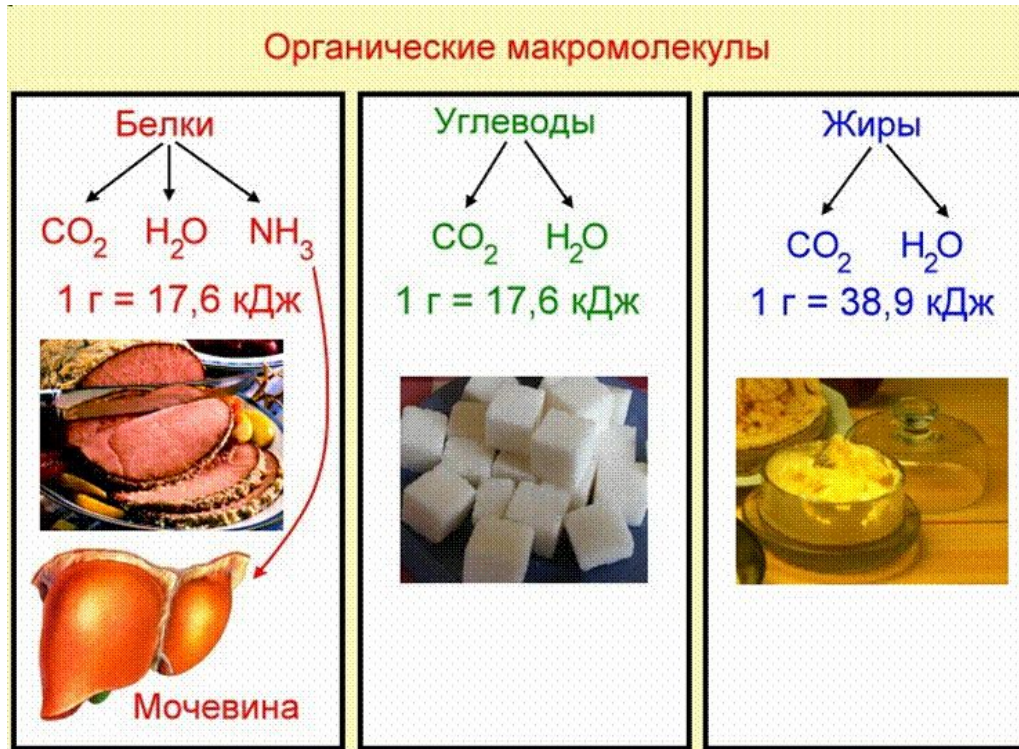 Органические макромолекулы
Белки
CO₂ H₂O NH₃
1 г = 17,6 кДж
Мочевина
Углеводы
CO₂ H₂O
1 г = 17,6 кДж
Жиры
CO₂ H₂O
1 г = 38,9 кДж